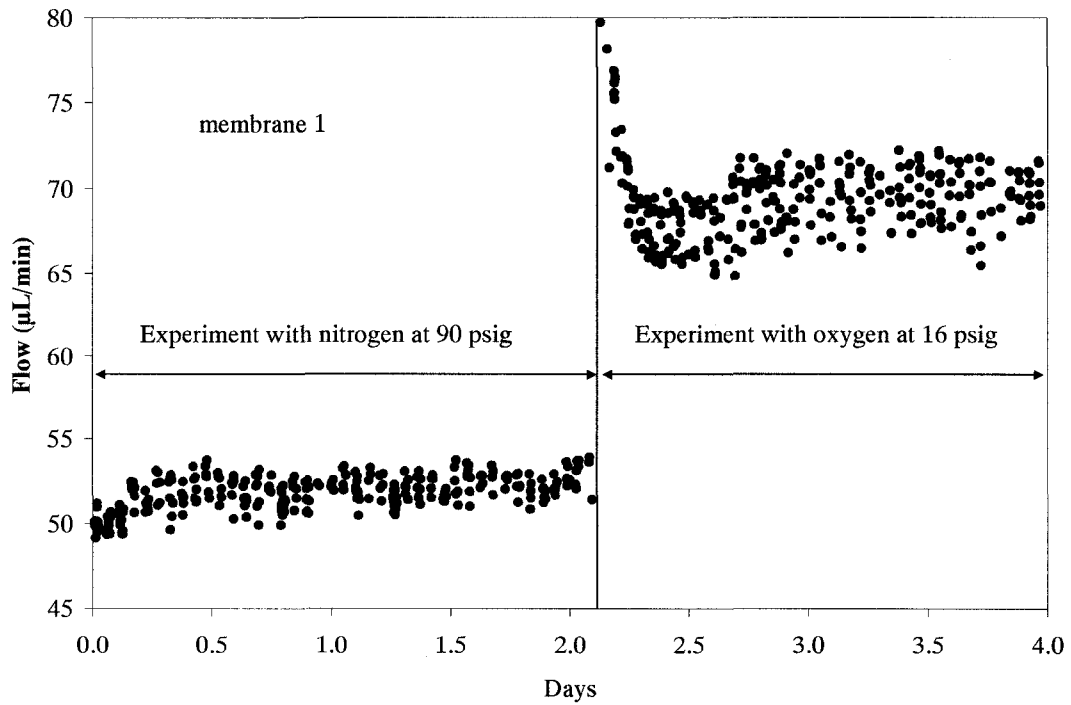 80
75
70
65
60
55
50
45
Flow (µL/min)
membrane 1
Experiment with nitrogen at 90 psig
Experiment with oxygen at 16 psig
0.0 0.5 1.0 1.5 2.0 2.5 3.0 3.5 4.0
Days